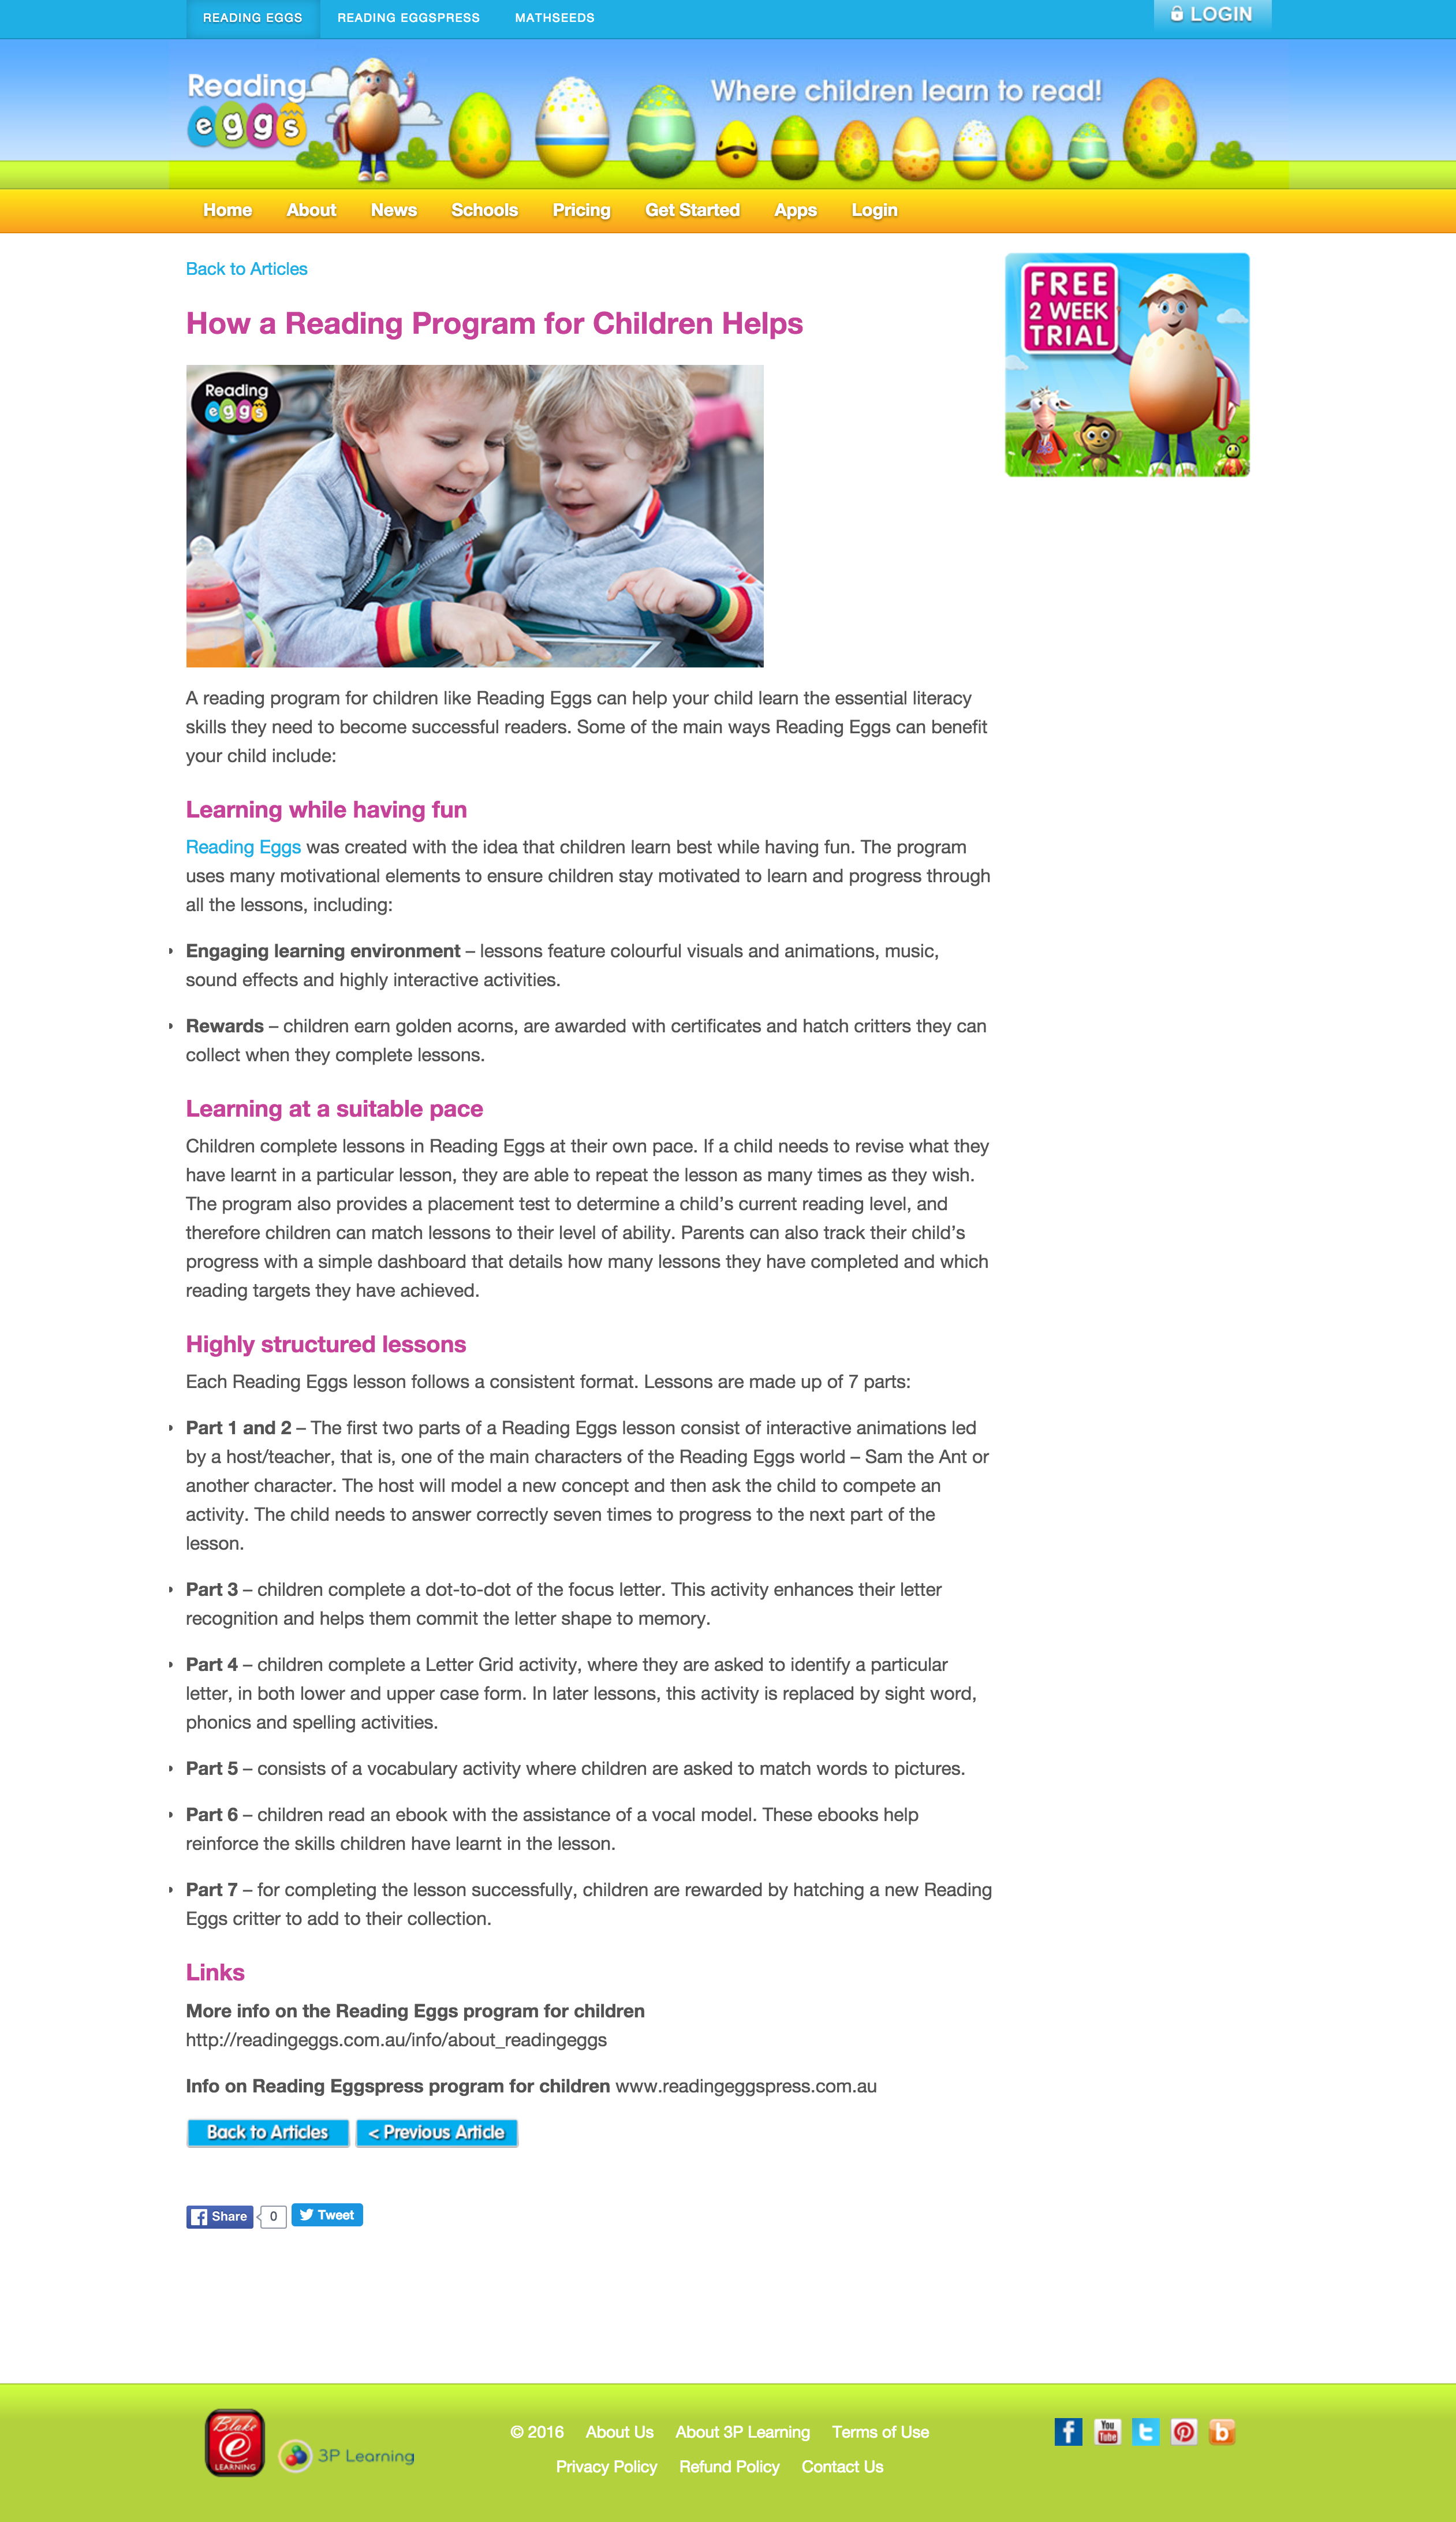 READING EGGS READING EGGSPRESS MATHSEEDS LOGIN
Reading eggs
Where children learn to read!
Home About News Schools Pricing Get Started Apps Login
Back to Articles
FREE
2 WEEK
TRIAL
How a Reading Program for Children Helps
Reading
eggs
A reading program for children like Reading Eggs can help your child learn the essential literacy
skills they need to become successful readers. Some of the main ways Reading Eggs can benefit
your child include:
Learning while having fun
Reading Eggs was created with the idea that children learn best while having fun. The program
uses many motivational elements to ensure children stay motivated to learn and progress through
all the lessons, including:
Engaging learning environment – lessons feature colourful visuals and animations, music,
sound effects and highly interactive activities.
Rewards – children earn golden acorns, are awarded with certificates and hatch critters they can
collect when they complete lessons.
Learning at a suitable pace
Children complete lessons in Reading Eggs at their own pace. If a child needs to revise what they
have learnt in a particular lesson, they are able to repeat the lesson as many times as they wish.
The program also provides a placement test to determine a child’s current reading level, and
therefore children can match lessons to their level of ability. Parents can also track their child’s
progress with a simple dashboard that details how many lessons they have completed and which
reading targets they have achieved.
Highly structured lessons
Each Reading Eggs lesson follows a consistent format. Lessons are made up of 7 parts:
Part 1 and 2 – The first two parts of a Reading Eggs lesson consist of interactive animations led
by a host/teacher, that is, one of the main characters of the Reading Eggs world – Sam the Ant or
another character. The host will model a new concept and then ask the child to compete an
activity. The child needs to answer correctly seven times to progress to the next part of the
lesson.
Part 3 – children complete a dot-to-dot of the focus letter. This activity enhances their letter
recognition and helps them commit the letter shape to memory.
Part 4 – children complete a Letter Grid activity, where they are asked to identify a particular
letter, in both lower and upper case form. In later lessons, this activity is replaced by sight word,
phonics and spelling activities.
Part 5 – consists of a vocabulary activity where children are asked to match words to pictures.
Part 6 – children read an ebook with the assistance of a vocal model. These ebooks help
reinforce the skills children have learnt in the lesson.
Part 7 – for completing the lesson successfully, children are rewarded by hatching a new Reading
Eggs critter to add to their collection.
Links
More info on the Reading Eggs program for children
http://readingeggs.com.au/info/about_readingeggs
Info on Reading Eggspress program for children www.readingeggspress.com.au
Back to Articles < Previous Article
Share 0 Tweet
Blake
e
LEARNING
3P Learning
© 2016 About Us About 3P Learning Terms of Use
Privacy Policy Refund Policy Contact Us
You
Tube